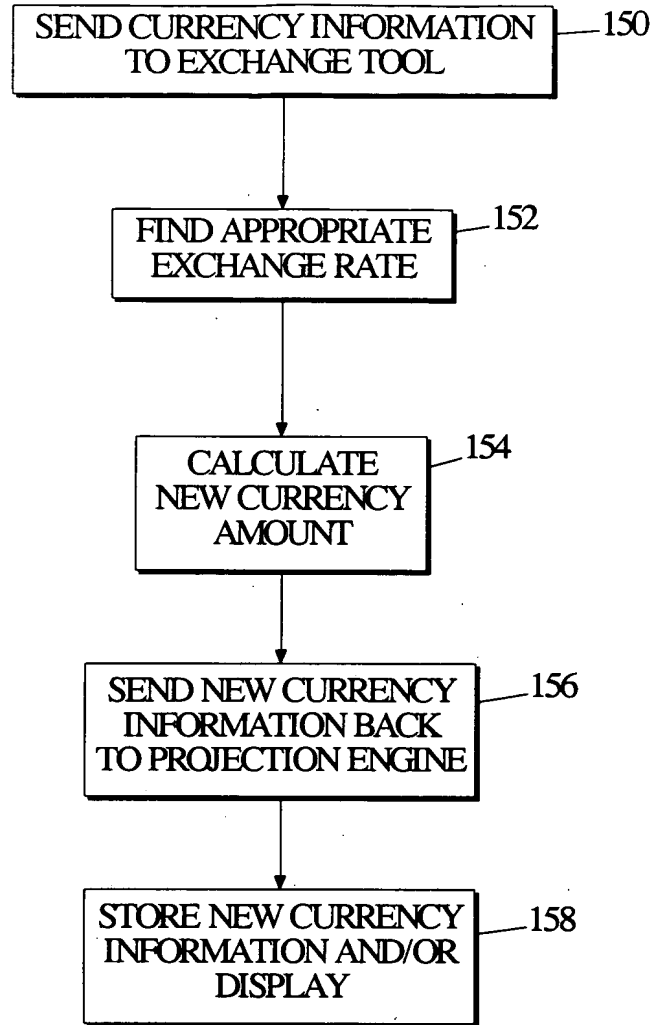 SEND CURRENCY INFORMATION
TO EXCHANGE TOOL
150
FIND APPROPRIATE
EXCHANGE RATE
152
CALCULATE
NEW CURRENCY
AMOUNT
154
SEND NEW CURRENCY
INFORMATION BACK
TO PROJECTION ENGINE
156
STORE NEW CURRENCY
INFORMATION AND/OR
DISPLAY
158